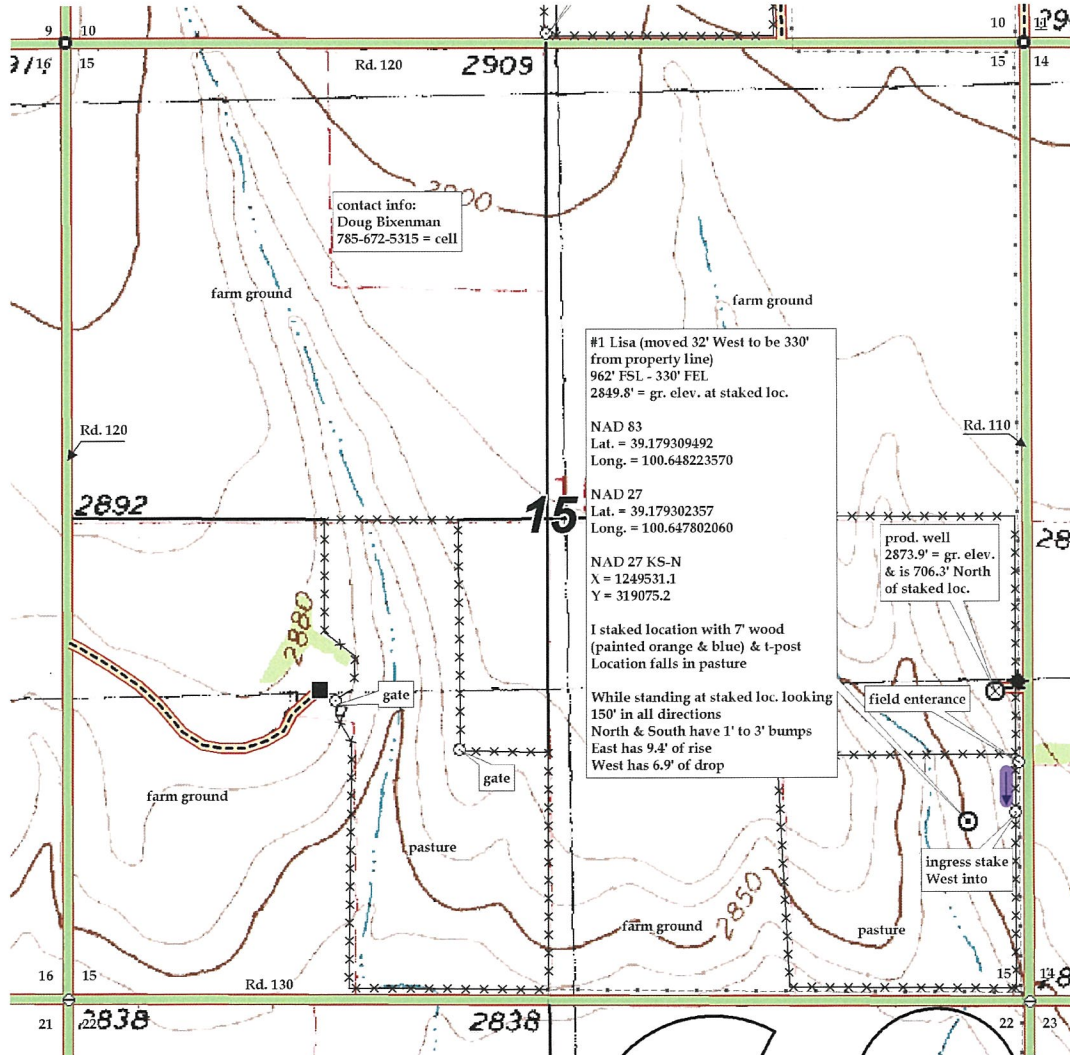 9 10
10 11
16 15
Rd. 120
2909
15 14
2900
contact info:
Doug Bixenman
785-672-5315 = cell
farm ground
farm ground
#1 Lisa (moved 32' West to be 330'
from property line)
962' FSL - 330' FEL
2849.8' = gr. elev. at staked loc.
NAD 83
Lat. = 39.179309492
Long. = 100.648223570
NAD 27
Lat. = 39.179302357
Long. = 100.647802060
NAD 27 KS-N
X = 1249531.1
Y = 319075.2
I staked location with 7' wood
(painted orange & blue) & t-post
Location falls in pasture
While standing at staked loc. looking
150' in all directions
North & South have 1' to 3' bumps
East has 9.4' of rise
West has 6.9' of drop
Rd. 120
Rd. 110
2892
15
prod. well
2873.9' = gr. elev.
& is 706.3' North
of staked loc.
2880
gate
field enterance
gate
farm ground
pasture
ingress stake
West into
2850
farm ground
pasture
16 15
Rd. 130
15 14
21 22
2838
2838
22 23